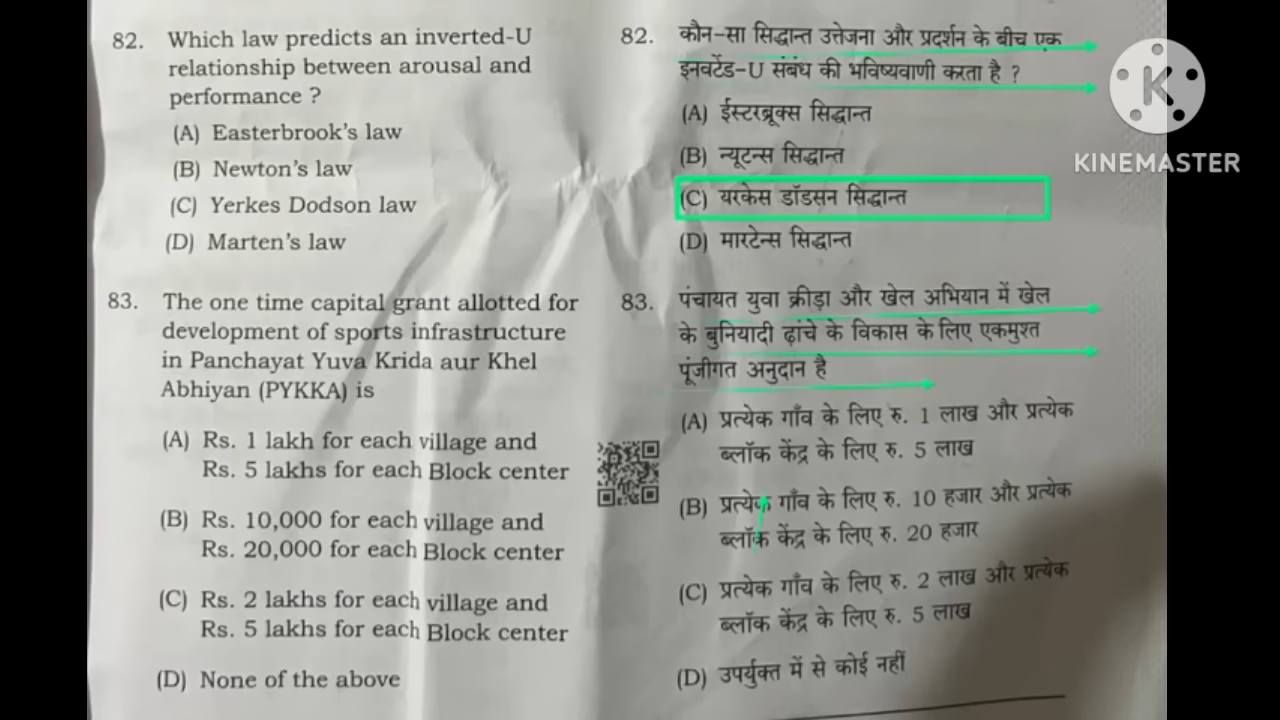 82. Which law predicts an inverted-U
relationship between arousal and
performance ?
(A) Easterbrook's law
(B) Newton's law
(C) Yerkes Dodson law
(D) Marten's law
83. The one time capital grant allotted for
development of sports infrastructure
in Panchayat Yuva Krida aur Khel
Abhiyan (PYKKA) is
(A) Rs. 1 lakh for each village and
Rs. 5 lakhs for each Block center
(B) Rs. 10,000 for each village and
Rs. 20,000 for each Block center
(C) Rs. 2 lakhs for each village and
Rs. 5 lakhs for each Block center
(D) None of the above
82. कौन-सा सिद्धान्त उत्तेजना और प्रदर्शन के बीच एक
इनवर्टेड-U संबंध की भविष्यवाणी करता है ?
(A) ईस्टरब्रूक्स सिद्धान्त
(B) न्यूटन्स सिद्धान्त
(C) यरकेस डॉडसन सिद्धान्त
(D) मारटेन्स सिद्धान्त
83. पंचायत युवा क्रीड़ा और खेल अभियान में खेल
के बुनियादी ढ़ांचे के विकास के लिए एकमुश्त
पूंजीगत अनुदान है
(A) प्रत्येक गाँव के लिए रु. 1 लाख और प्रत्येक
ब्लॉक केंद्र के लिए रु. 5 लाख
(B) प्रत्येक गाँव के लिए रु. 10 हजार और प्रत्येक
ब्लॉक केंद्र के लिए रु. 20 हजार
(C) प्रत्येक गाँव के लिए रु. 2 लाख और प्रत्येक
ब्लॉक केंद्र के लिए रु. 5 लाख
(D) उपर्युक्त में से कोई नहीं
K
KINEMASTER